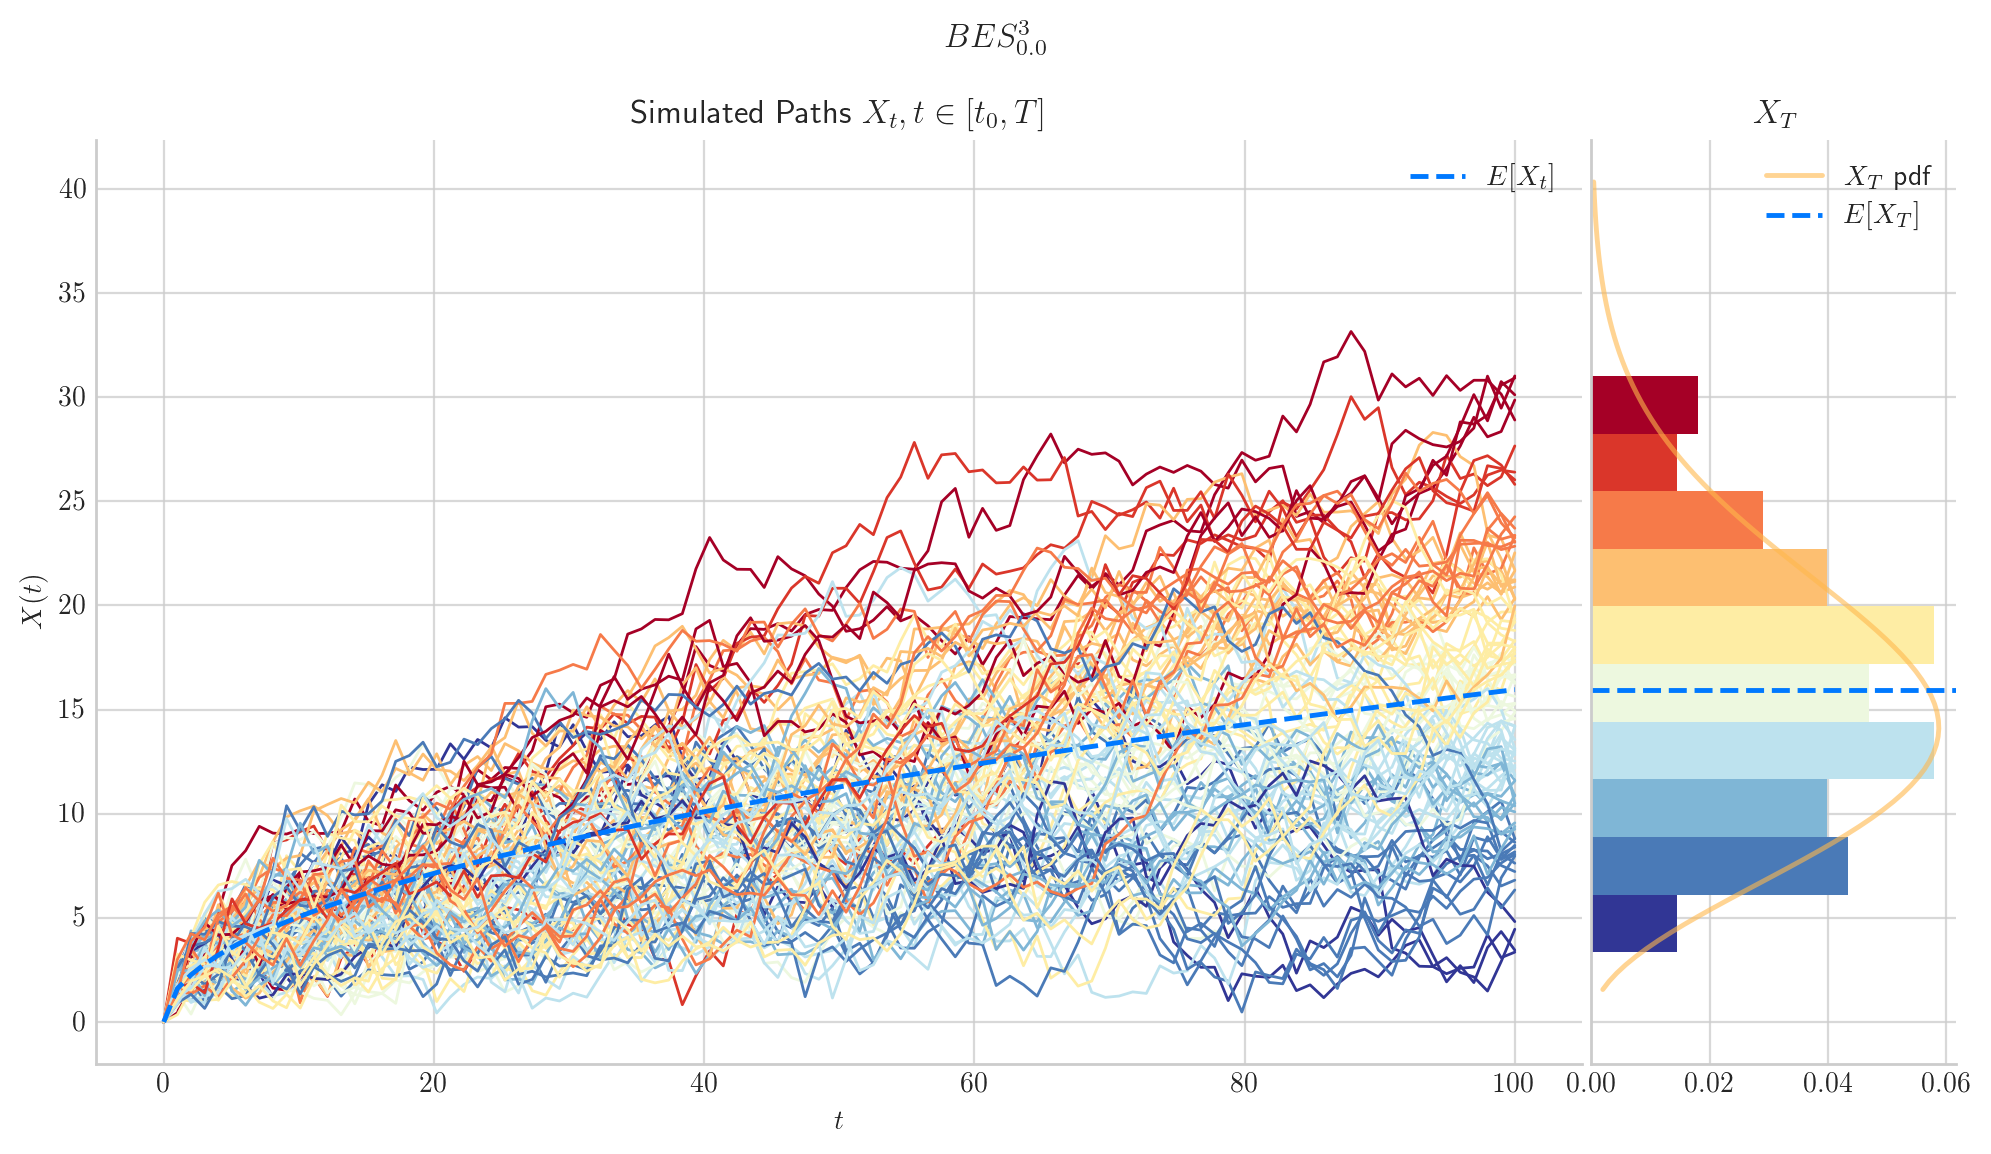 $BES^{3}_{0.0}$
Simulated Paths $X_t, t \in [t_0, T]$
$X_T$
$E[X_t]$
$X_T$ pdf
$E[X_T]$
40
35
30
25
20
15
10
5
0
$X(t)$
0 20 40 60 80 100
0.00 0.02 0.04 0.06
$t$